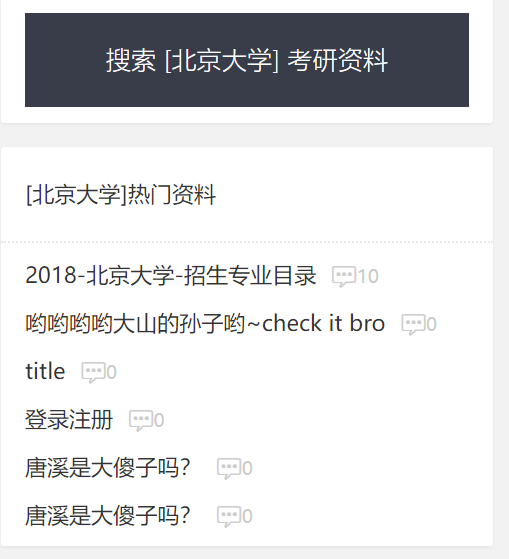 搜索 [北京大学] 考研资料
[北京大学]热门资料
2018-北京大学-招生专业目录 10
哟哟哟哟大山的孙子哟~check it bro 0
title 0
登录注册 0
唐溪是大傻子吗？ 0
唐溪是大傻子吗？ 0